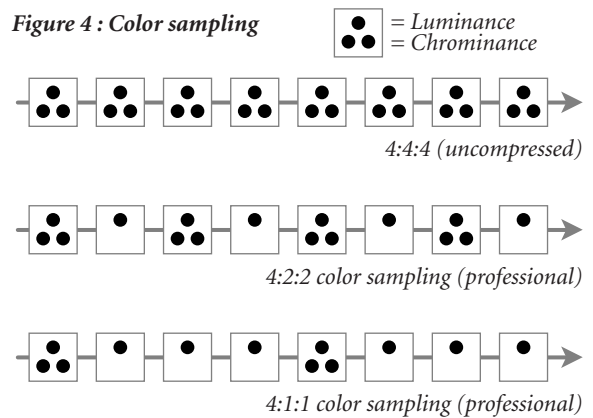 Figure 4 : Color sampling
= Luminance
= Chrominance
4:4:4 (uncompressed)
4:2:2 color sampling (professional)
4:1:1 color sampling (professional)